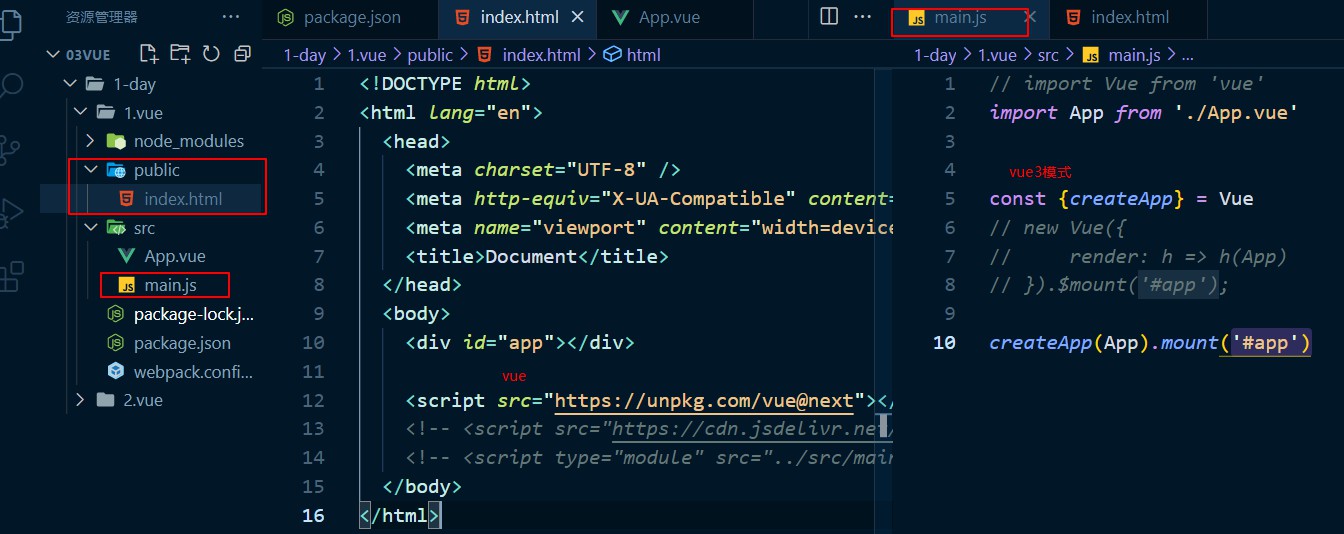 资源管理器 ···
03VUE
1-day
1.vue
node_modules
public
index.html
src
App.vue
main.js
package-lock.j...
package.json
webpack.confi...
2.vue
package.json index.html App.vue ···
1-day > 1.vue > public > index.html > html
1 <!DOCTYPE html>
2 <html lang="en">
3 <head>
4 <meta charset="UTF-8" />
5 <meta http-equiv="X-UA-Compatible" content=
6 <meta name="viewport" content="width=device
7 <title>Document</title>
8 </head>
9 <body>
10 <div id="app"></div>
11
vue
12 <script src="https://unpkg.com/vue@next"></
13 <!-- <script src="https://cdn.jsdelivr.net/
14 <!-- <script type="module" src="../src/main
15 </body>
16 </html>
main.js index.html
1-day > 1.vue > src > main.js > ...
1 // import Vue from 'vue'
2 import App from './App.vue'
3
4
vue3模式
5 const {createApp} = Vue
6 // new Vue({
7 // render: h => h(App)
8 // }).$mount('#app');
9
10 createApp(App).mount('#app')